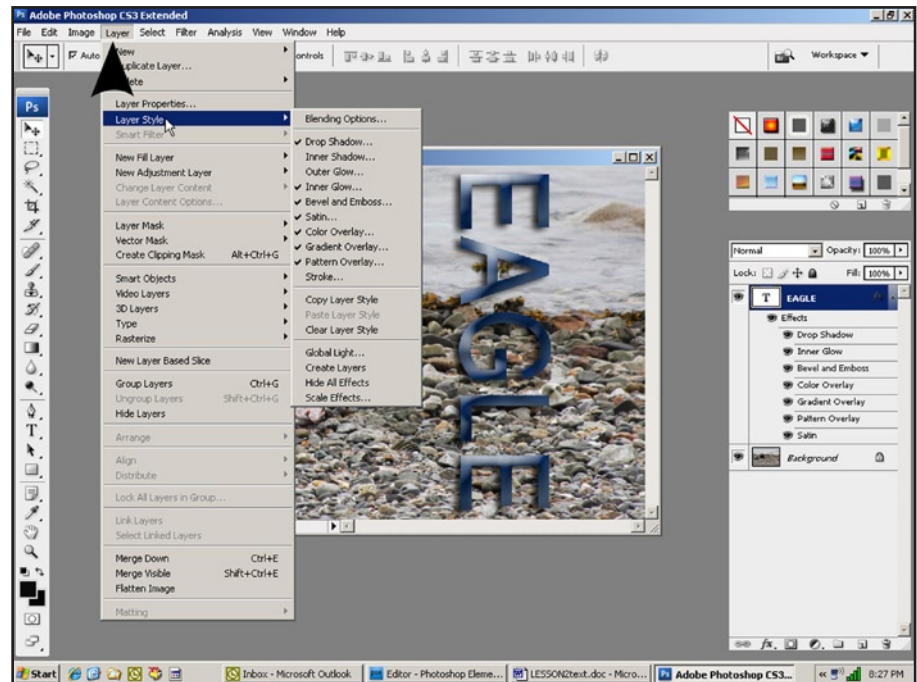 Ps Adobe Photoshop CS3 Extended
File Edit Image Layer Select Filter Analysis View Window Help
Auto
ontrols
Workspace
New
uplicate Layer...
ete
Layer Properties...
Layer Style
Smart Filter
New Fill Layer
New Adjustment Layer
Change Layer Content
Layer Content Options...
Layer Mask
Vector Mask
Create Clipping Mask Alt+Ctrl+G
Smart Objects
Video Layers
3D Layers
Type
Rasterize
New Layer Based Slice
Group Layers Ctrl+G
Ungroup Layers Shift+Ctrl+G
Hide Layers
Arrange
Align
Distribute
Lock All Layers in Group...
Link Layers
Select Linked Layers
Merge Down Ctrl+E
Merge Visible Shift+Ctrl+E
Flatten Image
Matting
Blending Options...
Drop Shadow...
Inner Shadow...
Outer Glow...
Inner Glow...
Bevel and Emboss...
Satin...
Color Overlay...
Gradient Overlay...
Pattern Overlay...
Stroke...
Copy Layer Style
Paste Layer Style
Clear Layer Style
Global Light...
Create Layers
Hide All Effects
Scale Effects...
EAGLE
Ps
T
Normal Opacity: 100%
Lock: Fill: 100%
T EAGLE fx
Effects
Drop Shadow
Inner Glow
Bevel and Emboss
Color Overlay
Gradient Overlay
Pattern Overlay
Satin
Background
fx.
Start Inbox - Microsoft Outlook Editor - Photoshop Eleme... LESSON2text.doc - Micro... Ps Adobe Photoshop CS3... 8:27 PM